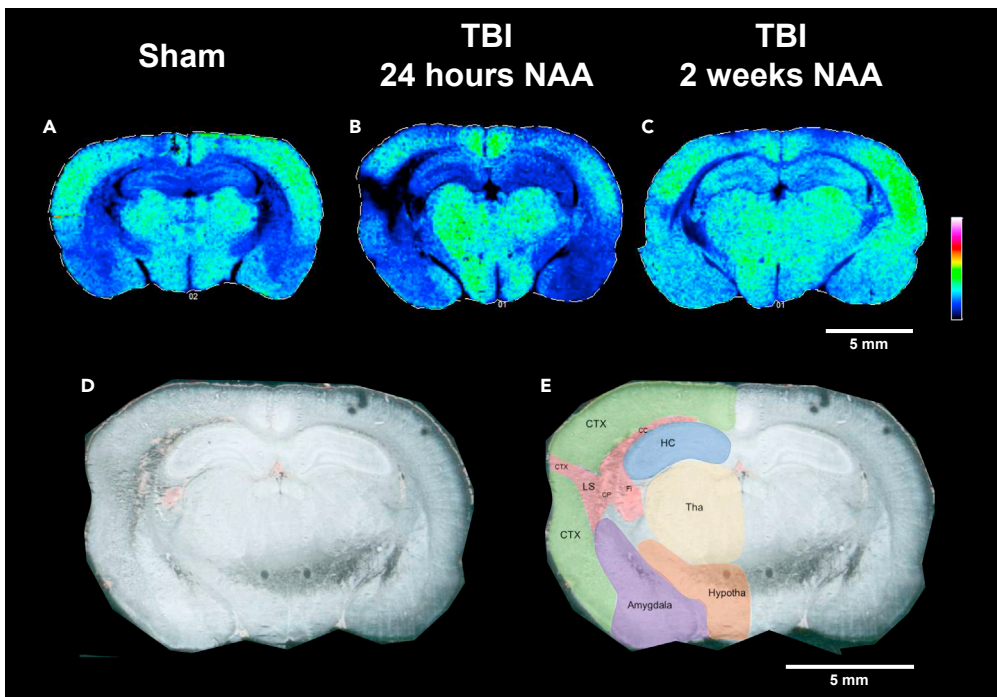 Sham
TBI
24 hours NAA
TBI
2 weeks NAA
A
B
C
02
01
01
5 mm
D
E
CTX
CC
HC
CTX
LS
CP
Fi
Tha
CTX
Amygdala
Hypotha
5 mm